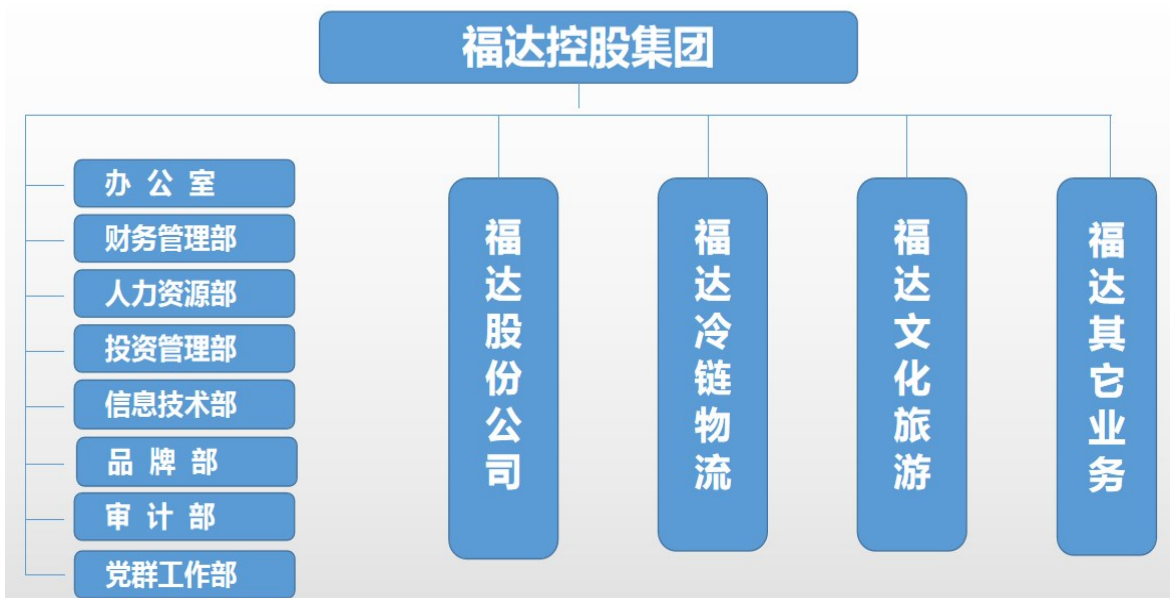 福达控股集团
办 公 室
财务管理部
人力资源部
投资管理部
信息技术部
品 牌 部
审 计 部
党群工作部
福达股份公司
福达冷链物流
福达文化旅游
福达其它业务